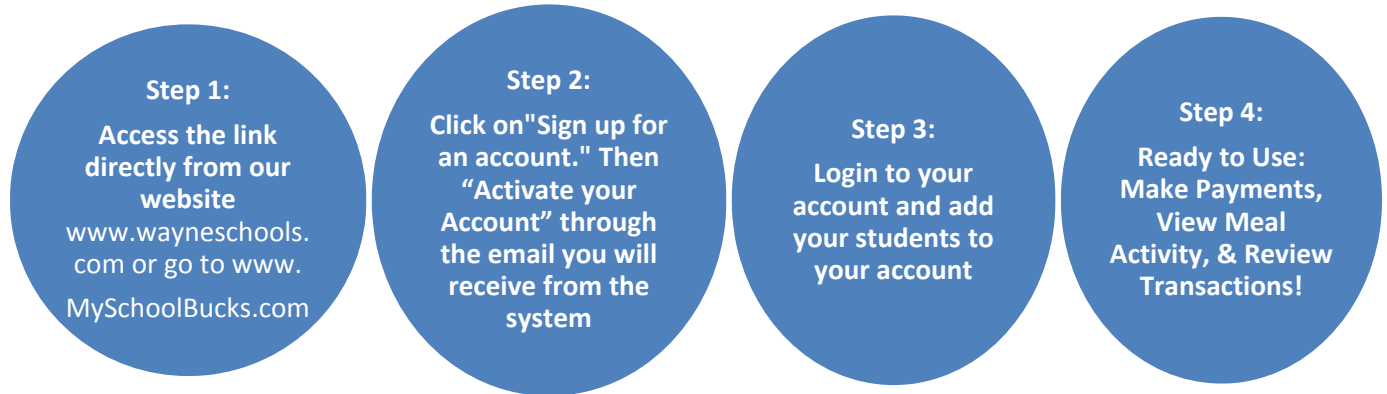 Step 1:
Access the link
directly from our
website
www.wayneschools.
com or go to www.
MySchoolBucks.com
Step 2:
Click on"Sign up for
an account." Then
“Activate your
Account” through
the email you will
receive from the
system
Step 3:
Login to your
account and add
your students to
your account
Step 4:
Ready to Use:
Make Payments,
View Meal
Activity, & Review
Transactions!